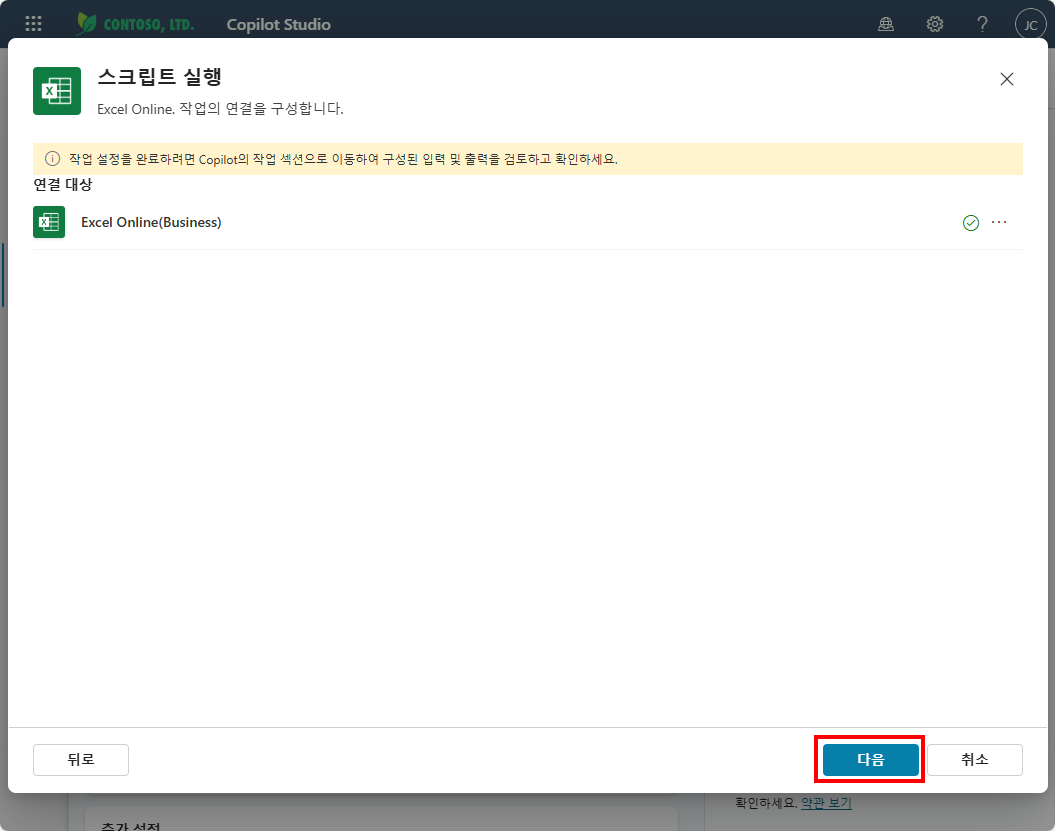 CONTOSO, LTD. Copilot Studio ? JC
스크립트 실행
Excel Online. 작업의 연결을 구성합니다.
작업 설정을 완료하려면 Copilot의 작업 섹션으로 이동하여 구성된 입력 및 출력을 검토하고 확인하세요.
연결 대상
Excel Online(Business)
뒤로 다음 취소
확인하세요. 약관 보기
추가 설정